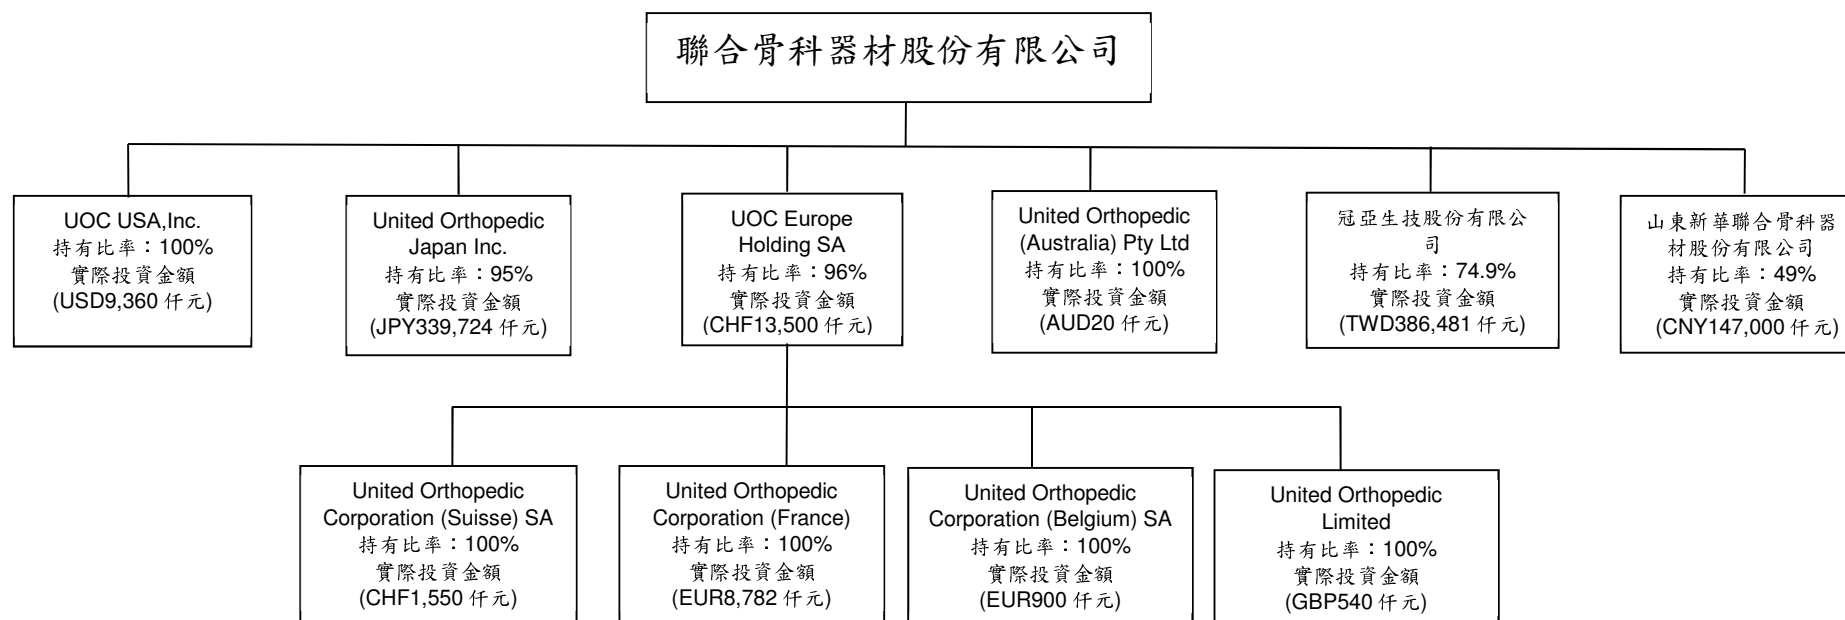 聯合骨科器材股份有限公司
UOC USA,Inc.
持有比率：100%
實際投資金額
(USD9,360 仟元)
United Orthopedic
Japan Inc.
持有比率：95%
實際投資金額
(JPY339,724 仟元)
UOC Europe
Holding SA
持有比率：96%
實際投資金額
(CHF13,500 仟元)
United Orthopedic
(Australia) Pty Ltd
持有比率：100%
實際投資金額
(AUD20 仟元)
冠亞生技股份有限公
司
持有比率：74.9%
實際投資金額
(TWD386,481 仟元)
山東新華聯合骨科器
材股份有限公司
持有比率：49%
實際投資金額
(CNY147,000 仟元)
United Orthopedic
Corporation (Suisse) SA
持有比率：100%
實際投資金額
(CHF1,550 仟元)
United Orthopedic
Corporation (France)
持有比率：100%
實際投資金額
(EUR8,782 仟元)
United Orthopedic
Corporation (Belgium) SA
持有比率：100%
實際投資金額
(EUR900 仟元)
United Orthopedic
Limited
持有比率：100%
實際投資金額
(GBP540 仟元)